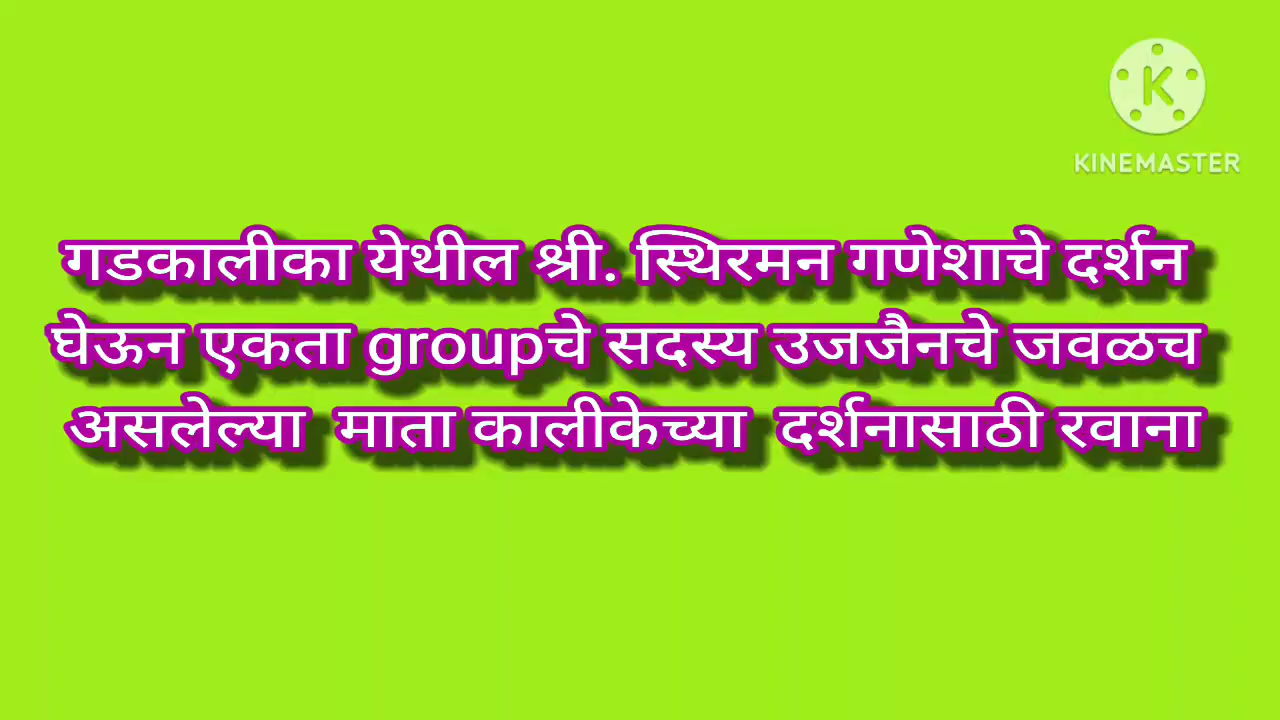 KINEMASTER
गडकालीका येथील श्री. स्थिरमन गणेशाचे दर्शन
घेऊन एकता groupचे सदस्य उजजैनचे जवळच
असलेल्या माता कालीकेच्या दर्शनासाठी रवाना